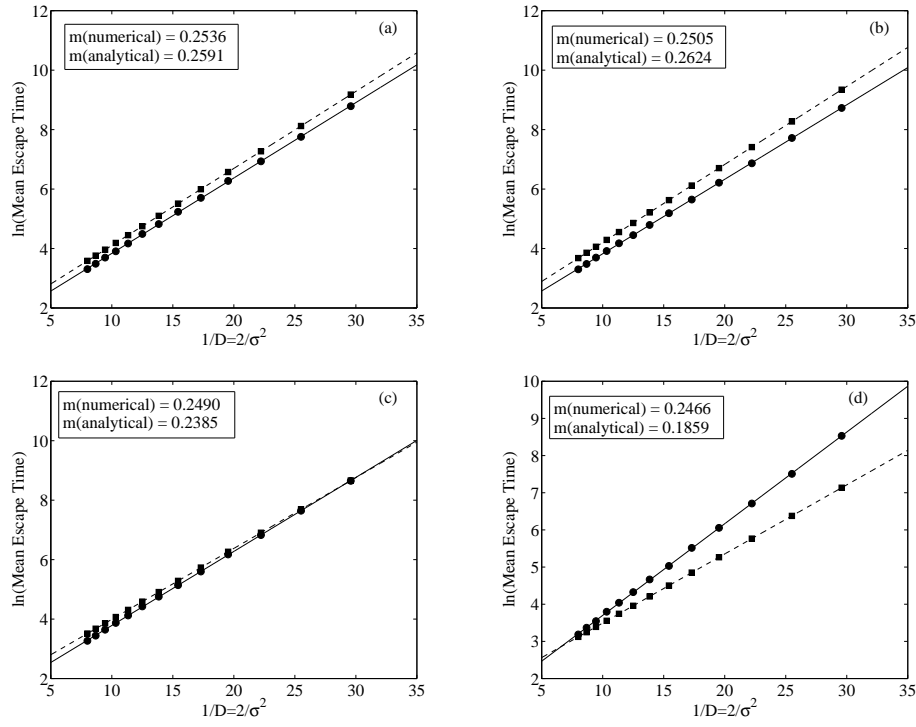 (a)
m(numerical) = 0.2536
m(analytical) = 0.2591
12
10
8
6
4
2
ln(Mean Escape Time)
5 10 15 20 25 30 35
1/D=2/σ²
(b)
m(numerical) = 0.2505
m(analytical) = 0.2624
12
10
8
6
4
2
ln(Mean Escape Time)
5 10 15 20 25 30 35
1/D=2/σ²
(c)
m(numerical) = 0.2490
m(analytical) = 0.2385
12
10
8
6
4
2
ln(Mean Escape Time)
5 10 15 20 25 30 35
1/D=2/σ²
(d)
m(numerical) = 0.2466
m(analytical) = 0.1859
10
9
8
7
6
5
4
3
2
ln(Mean Escape Time)
5 10 15 20 25 30 35
1/D=2/σ²